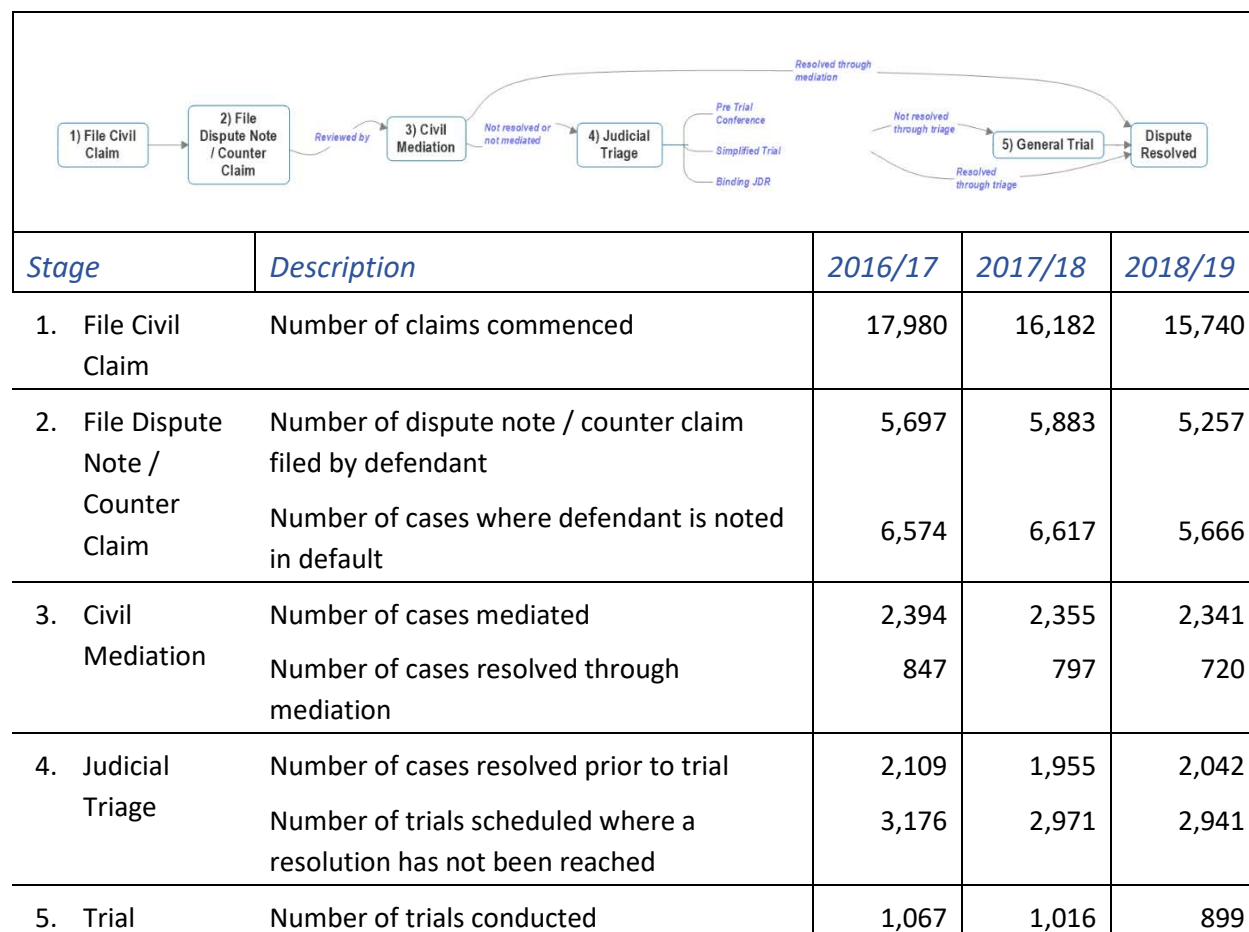 1) File Civil
Claim
2) File
Dispute Note
/ Counter
Claim
Reviewed by
3) Civil
Mediation
Not resolved or
not mediated
4) Judicial
Triage
Pre Trial
Conference
Simplified Trial
Binding JDR
Resolved through
mediation
Not resolved
through triage
5) General Trial
Resolved
through triage
Dispute
Resolved
Stage Description 2016/17 2017/18 2018/19
1. File Civil Number of claims commenced 17,980 16,182 15,740
Claim
2. File Dispute Number of dispute note / counter claim 5,697 5,883 5,257
Note / filed by defendant
Counter Number of cases where defendant is noted 6,574 6,617 5,666
Claim in default
3. Civil Number of cases mediated 2,394 2,355 2,341
Mediation Number of cases resolved through 847 797 720
mediation
4. Judicial Number of cases resolved prior to trial 2,109 1,955 2,042
Triage Number of trials scheduled where a 3,176 2,971 2,941
resolution has not been reached
5. Trial Number of trials conducted 1,067 1,016 899